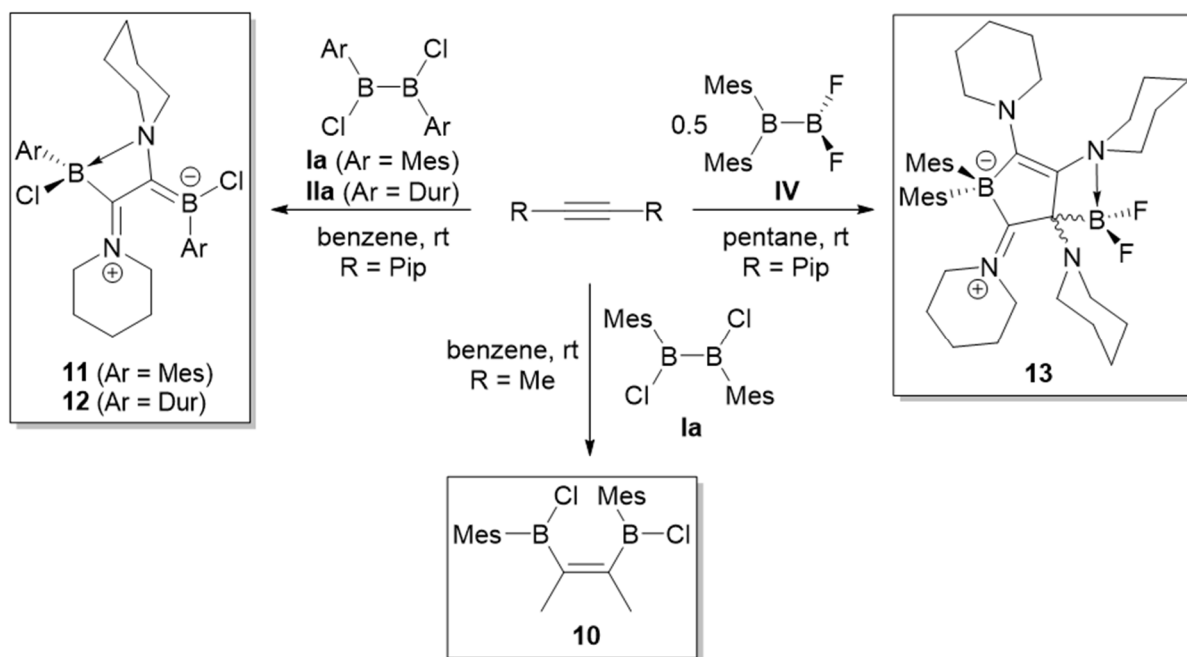 Ar
Cl
B
B
Cl
Ar
Ia (Ar = Mes)
IIa (Ar = Dur)
benzene, rt
R = Pip
N
Ar
B
Cl
⊖
Cl
B
Ar
N
⊕
11 (Ar = Mes)
12 (Ar = Dur)
R
R
0.5
Mes
F
B
B
Mes
F
IV
pentane, rt
R = Pip
N
N
Mes
⊖
Mes
B
B
F
F
N
N
⊕
13
benzene, rt
R = Me
Mes
Cl
B
B
Cl
Mes
Ia
Cl
Mes
Mes
B
B
Cl
10